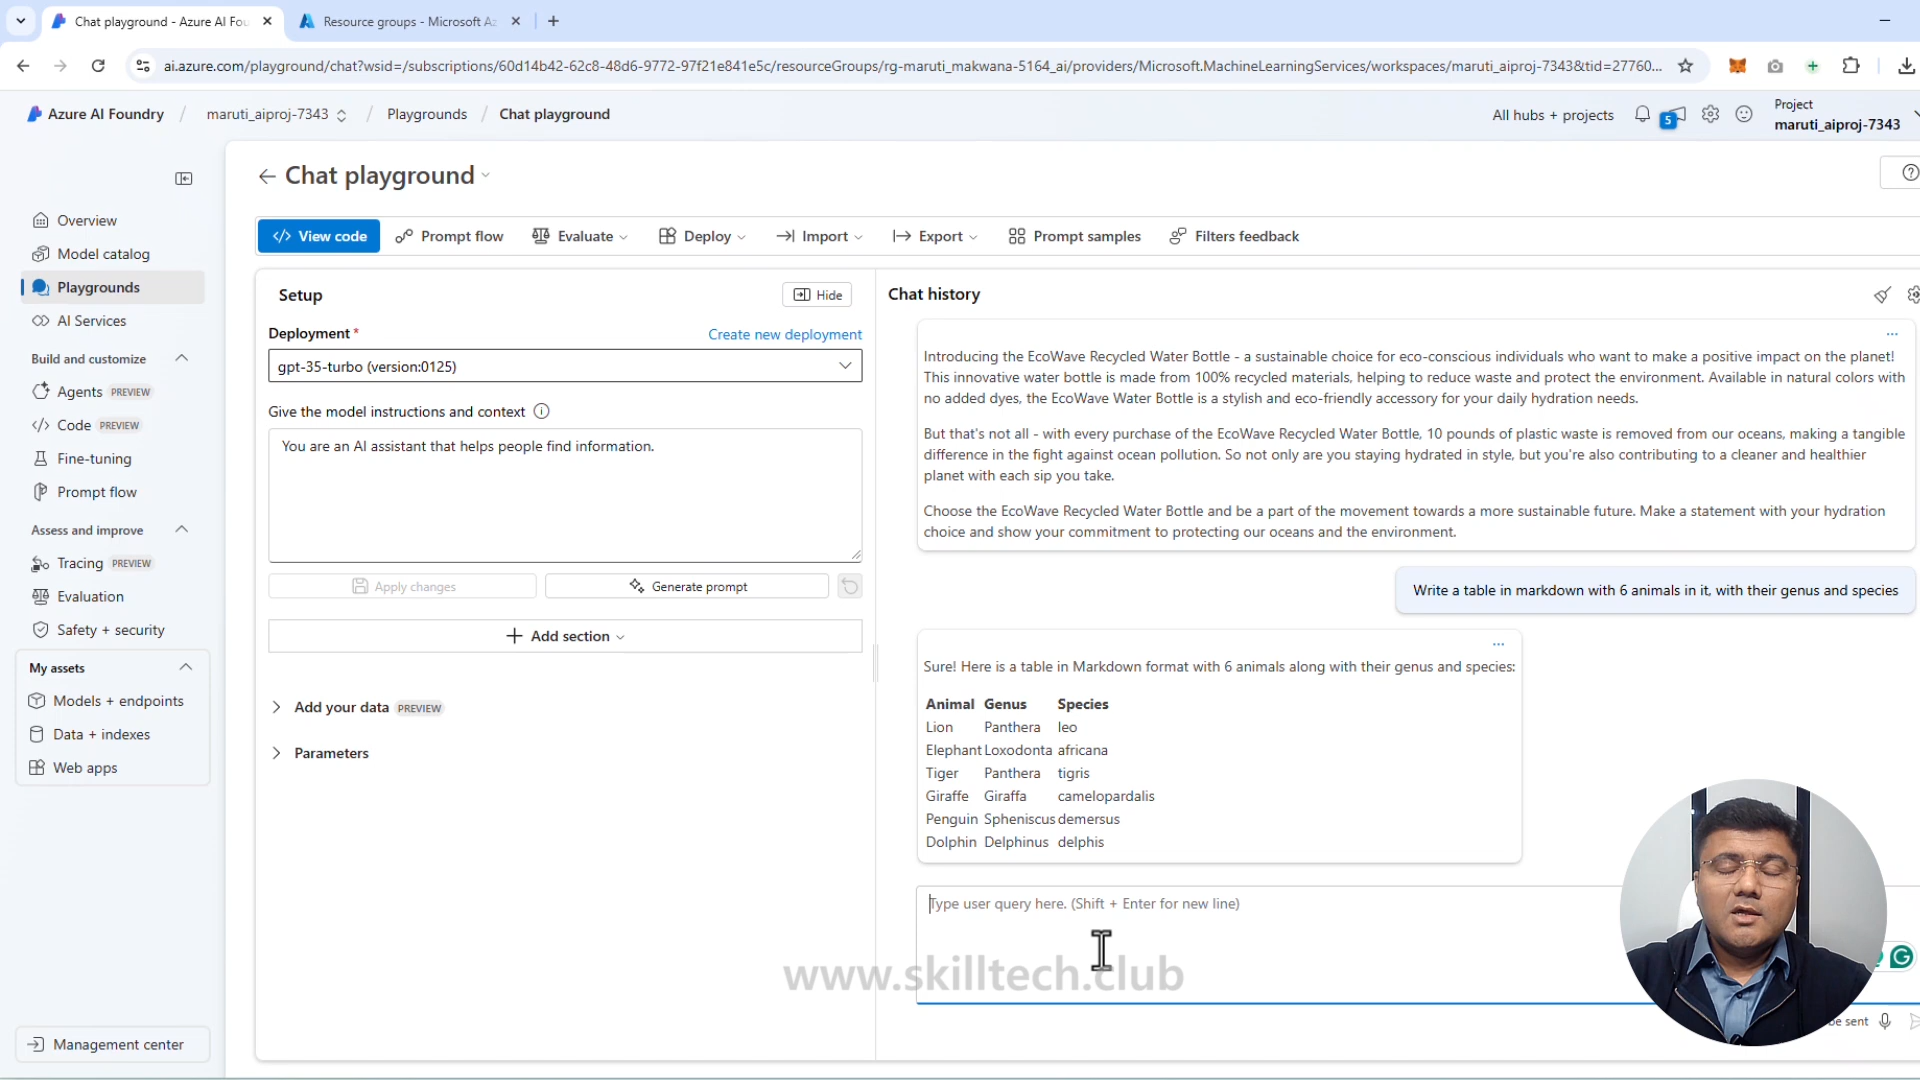 Chat playground - Azure AI Fou
Resource groups - Microsoft Az
ai.azure.com/playground/chat?wsid=/subscriptions/60d14b42-62c8-48d6-9772-97f21e841e5c/resourceGroups/rg-maruti_makwana-5164_ai/providers/Microsoft.MachineLearningServices/workspaces/maruti_aiproj-7343&tid=27760...
Azure AI Foundry / maruti_aiproj-7343 / Playgrounds / Chat playground
All hubs + projects
5
Project
maruti_aiproj-7343
Chat playground
View code
Prompt flow
Evaluate
Deploy
Import
Export
Prompt samples
Filters feedback
Overview
Model catalog
Playgrounds
AI Services
Build and customize
Agents PREVIEW
Code PREVIEW
Fine-tuning
Prompt flow
Assess and improve
Tracing PREVIEW
Evaluation
Safety + security
My assets
Models + endpoints
Data + indexes
Web apps
Management center
Setup
Hide
Deployment *
Create new deployment
gpt-35-turbo (version:0125)
Give the model instructions and context
You are an AI assistant that helps people find information.
Apply changes
Generate prompt
Add section
Add your data PREVIEW
Parameters
Chat history
...
Introducing the EcoWave Recycled Water Bottle - a sustainable choice for eco-conscious individuals who want to make a positive impact on the planet!
This innovative water bottle is made from 100% recycled materials, helping to reduce waste and protect the environment. Available in natural colors with
no added dyes, the EcoWave Water Bottle is a stylish and eco-friendly accessory for your daily hydration needs.
But that's not all - with every purchase of the EcoWave Recycled Water Bottle, 10 pounds of plastic waste is removed from our oceans, making a tangible
difference in the fight against ocean pollution. So not only are you staying hydrated in style, but you're also contributing to a cleaner and healthier
planet with each sip you take.
Choose the EcoWave Recycled Water Bottle and be a part of the movement towards a more sustainable future. Make a statement with your hydration
choice and show your commitment to protecting our oceans and the environment.
Write a table in markdown with 6 animals in it, with their genus and species
...
Sure! Here is a table in Markdown format with 6 animals along with their genus and species:
Animal Genus Species
Lion Panthera leo
Elephant Loxodonta africana
Tiger Panthera tigris
Giraffe Giraffa camelopardalis
Penguin Spheniscus demersus
Dolphin Delphinus delphis
Type user query here. (Shift + Enter for new line)
www.skilltech.club
be sent